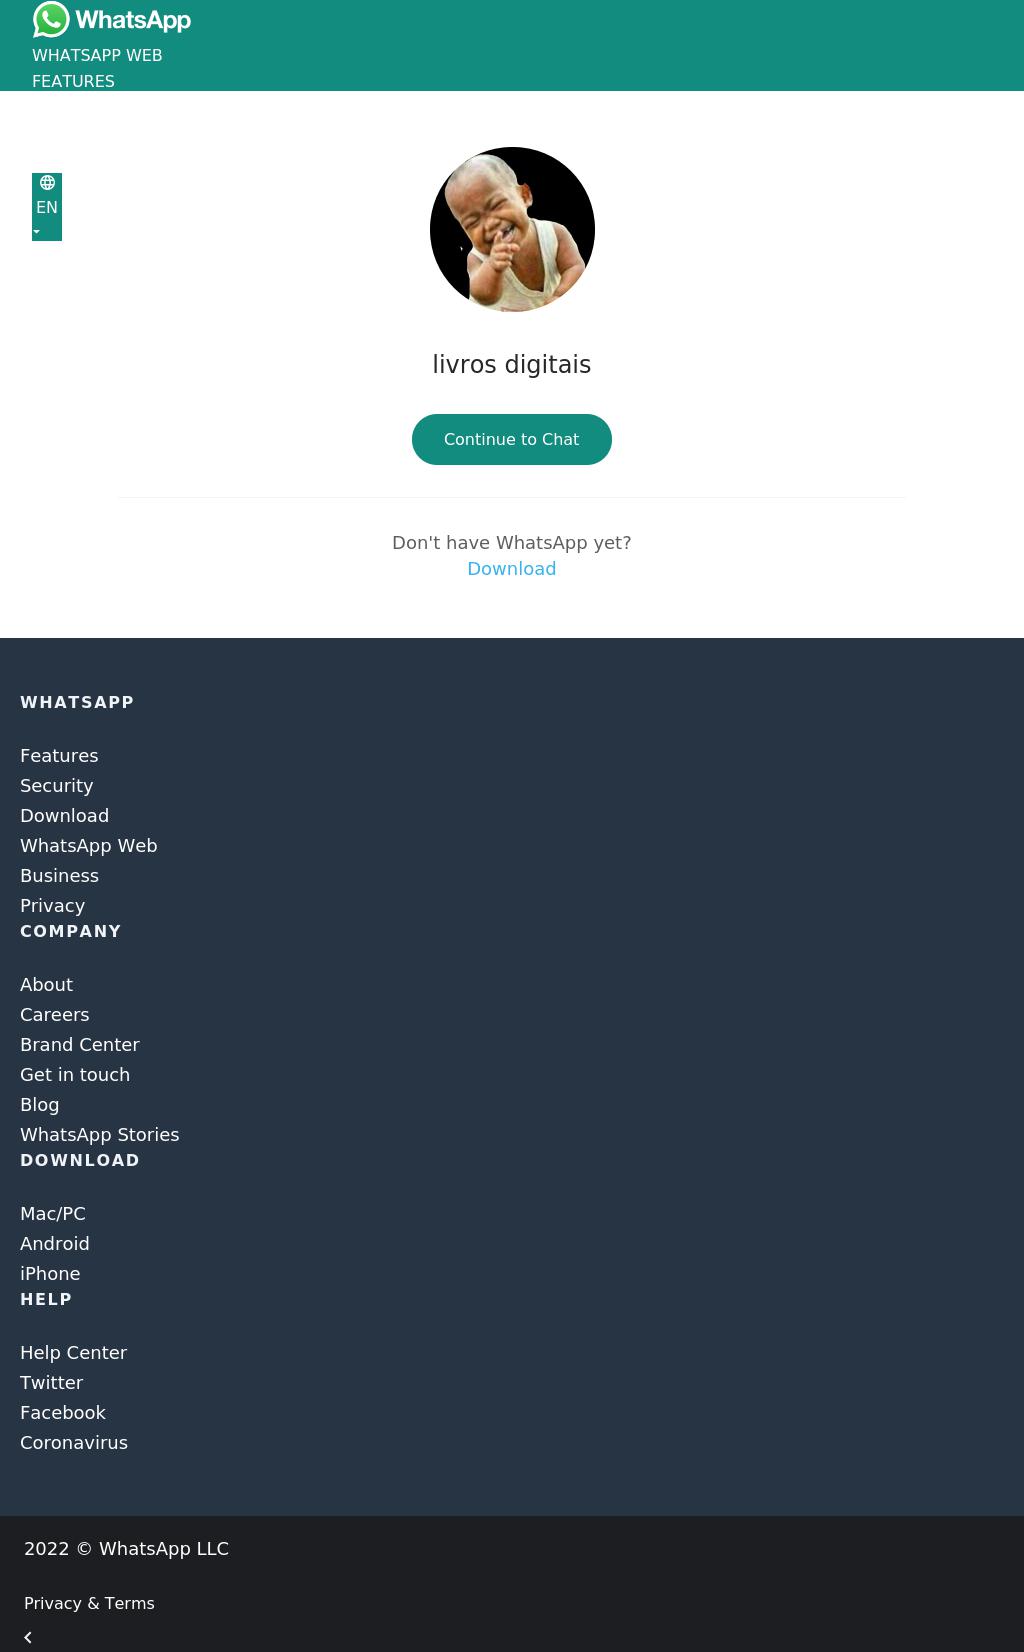 WhatsApp
WHATSAPP WEB
FEATURES
EN
livros digitais
Continue to Chat
Don't have WhatsApp yet?
Download
WHATSAPP
Features
Security
Download
WhatsApp Web
Business
Privacy
COMPANY
About
Careers
Brand Center
Get in touch
Blog
WhatsApp Stories
DOWNLOAD
Mac/PC
Android
iPhone
HELP
Help Center
Twitter
Facebook
Coronavirus
2022 © WhatsApp LLC
Privacy & Terms